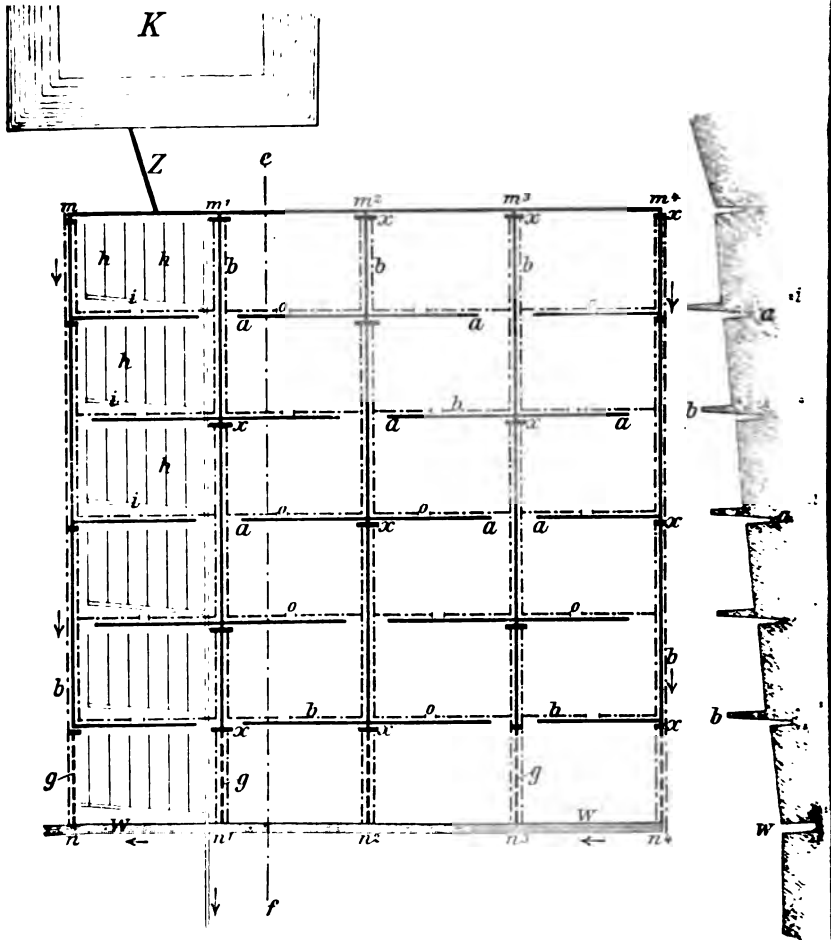 K
Z
c
m m¹ m² m³ m⁴
x x x
h h b b b
i o i
a a a
h
i b b
x a x a
h
i o o
a x a a x a
o o
b b
b o b b
x x x
g g g
W W w
n n¹ n² n³ n4
f